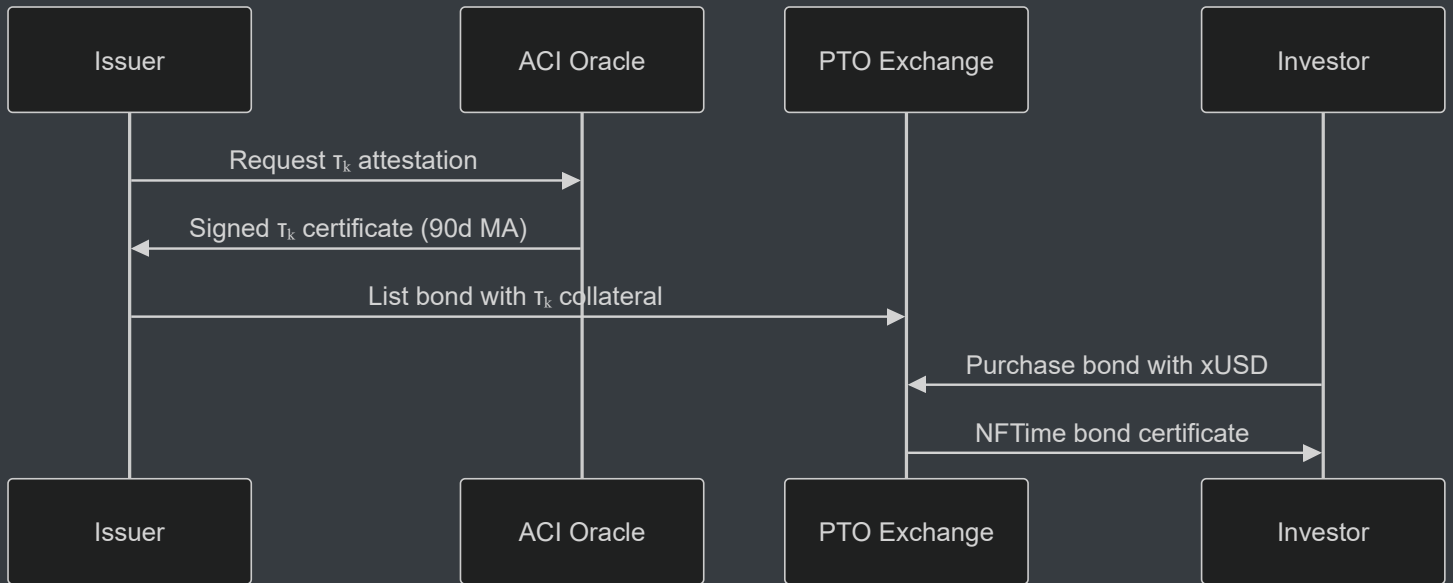 Issuer
ACI Oracle
PTO Exchange
Investor
Request τₖ attestation
Signed τₖ certificate (90d MA)
List bond with τₖ collateral
Purchase bond with xUSD
NFTime bond certificate
Issuer
ACI Oracle
PTO Exchange
Investor